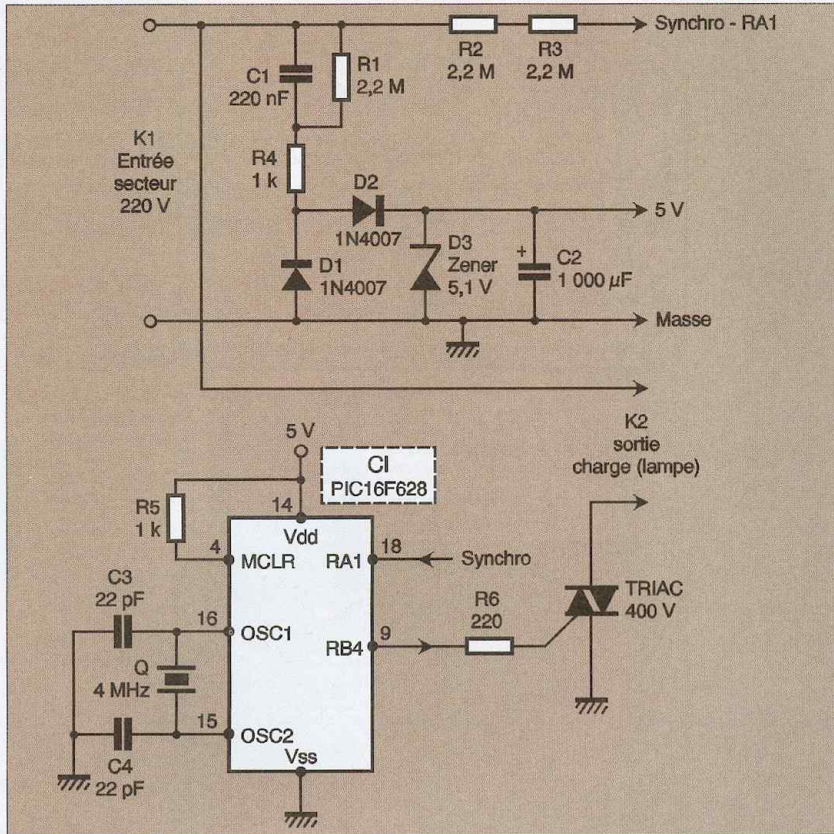 Synchro - RA1
R2
2,2 M
R3
2,2 M
C1
220 nF
R1
2,2 M
K1
Entrée
secteur
220 V
R4
1 k
D2
1N4007
5 V
D1
1N4007
D3
Zener
5,1 V
+
C2
1 000 µF
Masse
K2
sortie
charge (lampe)
5 V
CI
PIC16F628
R5
1 k
14
Vdd
4
MCLR
RA1
18
Synchro
C3
22 pF
16
OSC1
R6
220
TRIAC
400 V
RB4
9
Q
4 MHz
15
OSC2
Vss
C4
22 pF